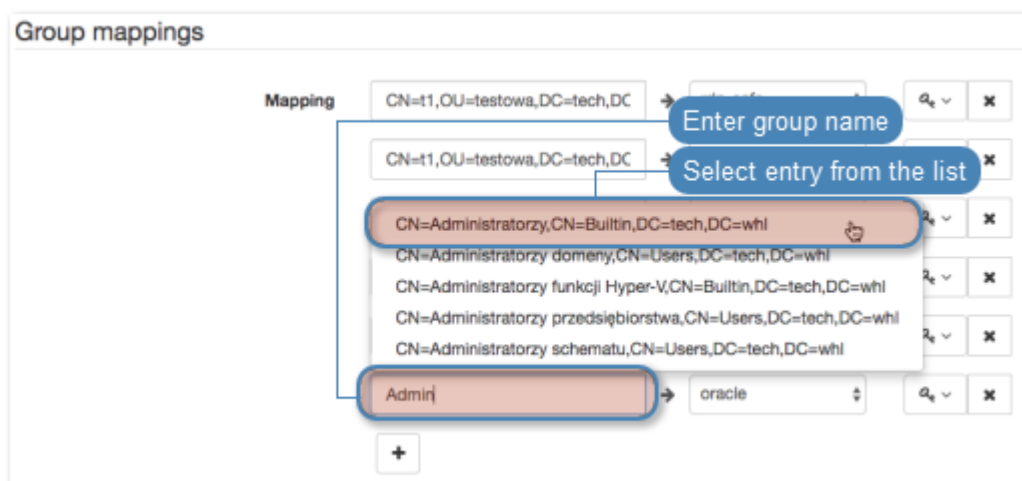 Group mappings
Mapping
CN=t1,OU=testowa,DC=tech,DC
Enter group name
CN=t1,OU=testowa,DC=tech,DC
Select entry from the list
CN=Administratorzy,CN=Builtin,DC=tech,DC=whl
CN=Administratorzy domeny,CN=Users,DC=tech,DC=whl
CN=Administratorzy funkcji Hyper-V,CN=Builtin,DC=tech,DC=whl
CN=Administratorzy przedsiębiorstwa,CN=Users,DC=tech,DC=whl
CN=Administratorzy schematu,CN=Users,DC=tech,DC=whl
Admin
oracle